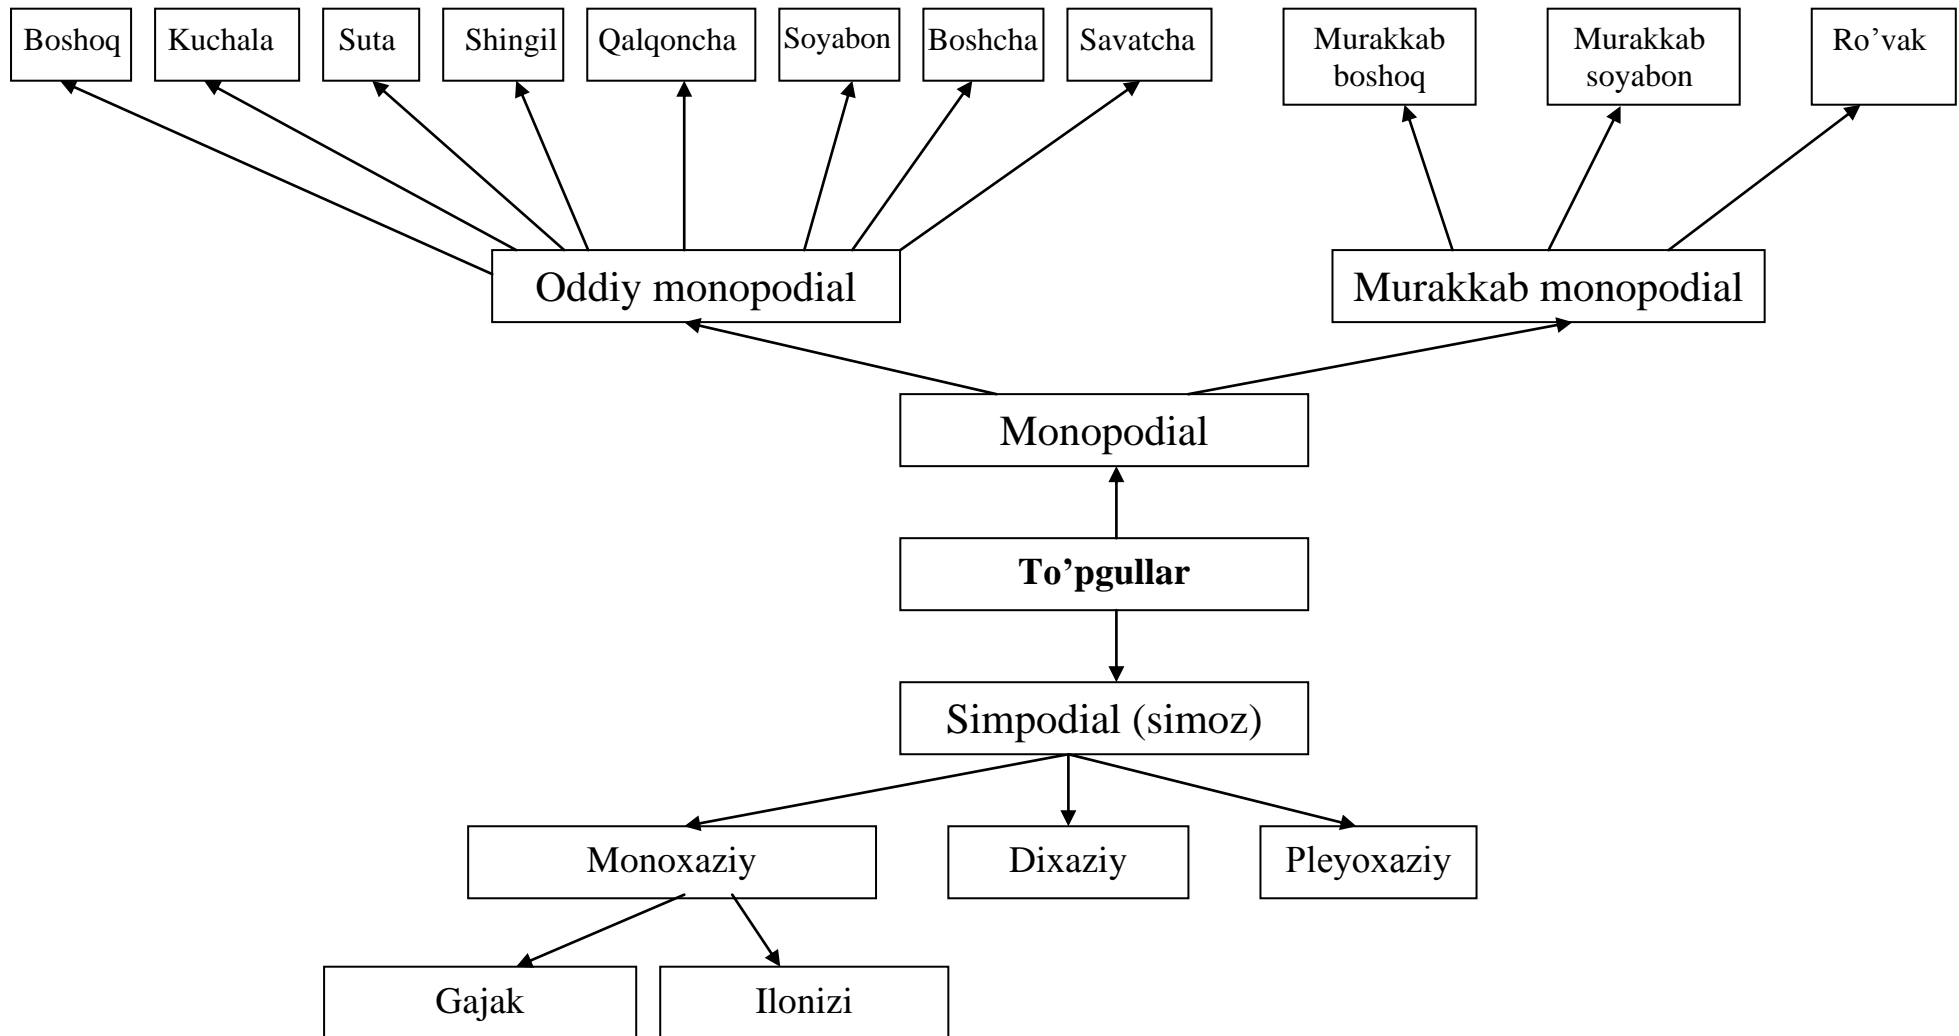 Boshoq
Kuchala
Suta
Shingil
Qalqoncha
Soyabon
Boshcha
Savatcha
Murakkab
boshoq
Murakkab
soyabon
Ro’vak
Oddiy monopodial
Murakkab monopodial
Monopodial
To’pgullar
Simpodial (simoz)
Monoxaziy
Dixaziy
Pleyoxaziy
Gajak
Ilonizi